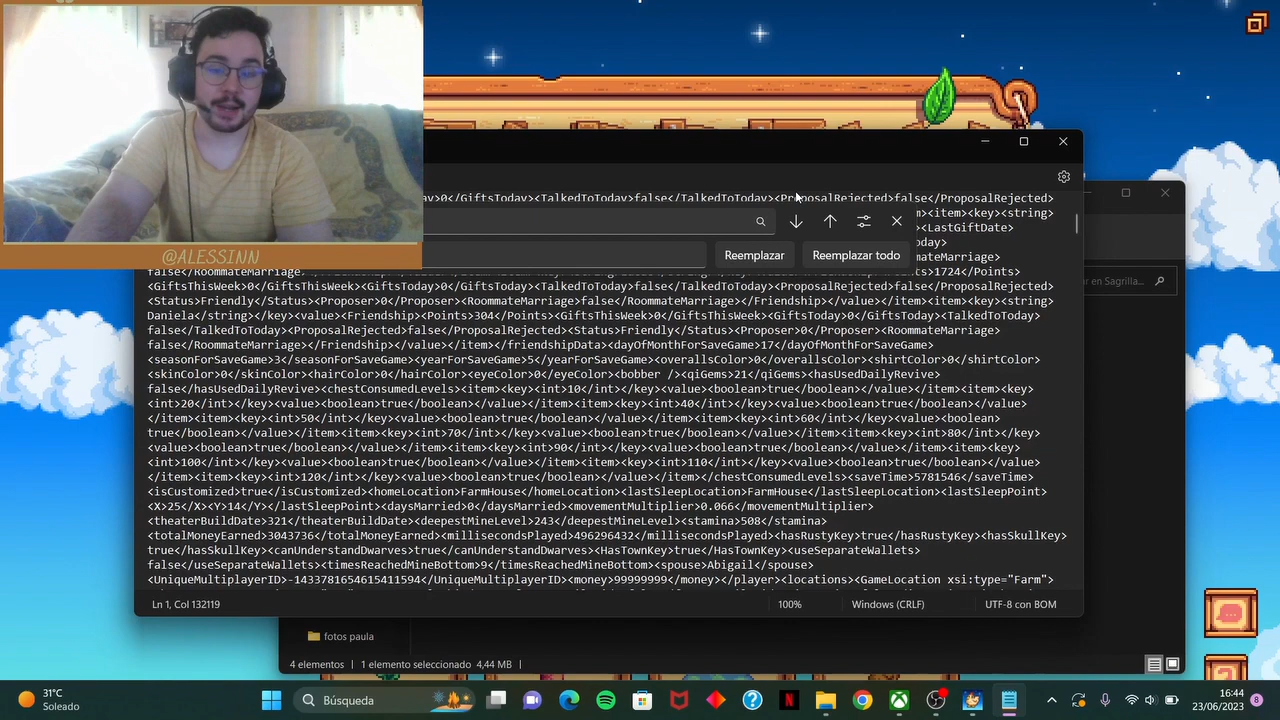 @ALESSINN
ay>0</GiftsToday><TalkedToToday>false</TalkedToToday><ProposalRejected>false</ProposalRejected>
<item><key><string>
<LastGiftDate>
Reemplazar
Reemplazar todo
false</RoommateMarriage>
1724</Points>
<GiftsThisWeek>0</GiftsThisWeek><GiftsToday>0</GiftsToday><TalkedToToday>false</TalkedToToday><ProposalRejected>false</ProposalRejected>
<Status>Friendly</Status><Proposer>0</Proposer><RoommateMarriage>false</RoommateMarriage></Friendship></value></item><item><key><string>
Daniela</string></key><value><Friendship><Points>304</Points><GiftsThisWeek>0</GiftsThisWeek><GiftsToday>0</GiftsToday><TalkedToToday>
false</TalkedToToday><ProposalRejected>false</ProposalRejected><Status>Friendly</Status><Proposer>0</Proposer><RoommateMarriage>
false</RoommateMarriage></Friendship></value></item></friendshipData><dayOfMonthForSaveGame>17</dayOfMonthForSaveGame>
<seasonForSaveGame>3</seasonForSaveGame><yearForSaveGame>5</yearForSaveGame><overallsColor>0</overallsColor><shirtColor>0</shirtColor>
<skinColor>0</skinColor><hairColor>0</hairColor><eyeColor>0</eyeColor><bobber /><qiGems>21</qiGems><hasUsedDailyRevive>
false</hasUsedDailyRevive><chestConsumedLevels><item><key><int>10</int></key><value><boolean>true</boolean></value></item><item><key>
<int>20</int></key><value><boolean>true</boolean></value></item><item><key><int>40</int></key><value><boolean>true</boolean></value>
</item><item><key><int>50</int></key><value><boolean>true</boolean></value></item><item><key><int>60</int></key><value><boolean>
true</boolean></value></item><item><key><int>70</int></key><value><boolean>true</boolean></value></item><item><key><int>80</int></key>
<value><boolean>true</boolean></value></item><item><key><int>90</int></key><value><boolean>true</boolean></value></item><item><key>
<int>100</int></key><value><boolean>true</boolean></value></item><item><key><int>110</int></key><value><boolean>true</boolean></value>
</item><item><key><int>120</int></key><value><boolean>true</boolean></value></item></chestConsumedLevels><saveTime>5781546</saveTime>
<isCustomized>true</isCustomized><homeLocation>FarmHouse</homeLocation><lastSleepLocation>FarmHouse</lastSleepLocation><lastSleepPoint>
<X>25</X><Y>14</Y></lastSleepPoint><daysMarried>0</daysMarried><movementMultiplier>0.066</movementMultiplier>
<theaterBuildDate>321</theaterBuildDate><deepestMineLevel>243</deepestMineLevel><stamina>508</stamina>
<totalMoneyEarned>3043736</totalMoneyEarned><millisecondsPlayed>496296432</millisecondsPlayed><hasRustyKey>true</hasRustyKey><hasSkullKey>
true</hasSkullKey><canUnderstandDwarves>true</canUnderstandDwarves><HasTownKey>true</HasTownKey><useSeparateWallets>
false</useSeparateWallets><timesReachedMineBottom>9</timesReachedMineBottom><spouse>Abigail</spouse>
<UniqueMultiplayerID>-1433781654615411594</UniqueMultiplayerID><money>99999999</money></player><locations><GameLocation xsi:type="Farm">
Ln 1, Col 132119
100%
Windows (CRLF)
UTF-8 con BOM
r en Sagrilla...
fotos paula
4 elementos
1 elemento seleccionado 4,44 MB
31°C
Soleado
Búsqueda
16:44
23/06/2023
8